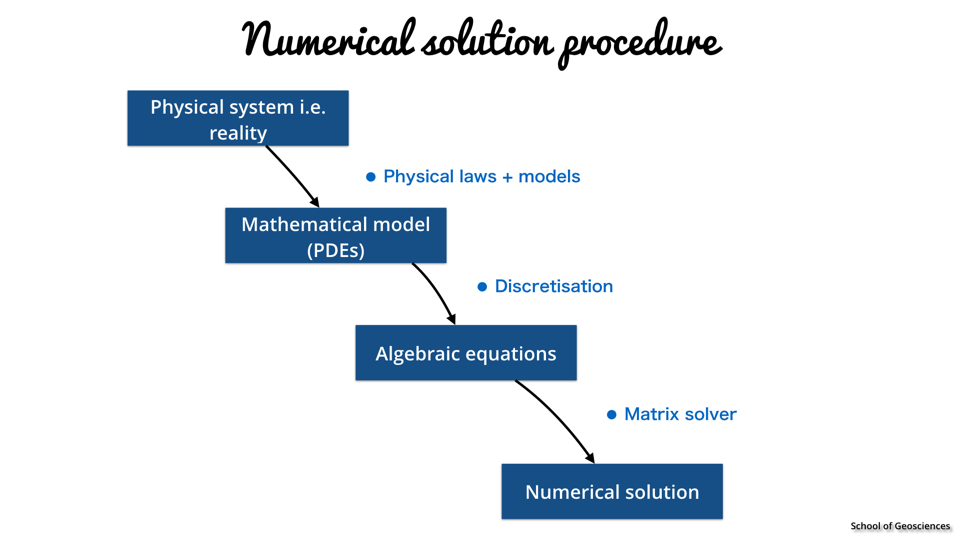 Numerical solution procedure
Physical system i.e.
reality
● Physical laws + models
Mathematical model
(PDEs)
● Discretisation
Algebraic equations
● Matrix solver
Numerical solution
School of Geosciences